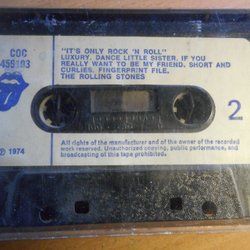 COC
"IT'S ONLY ROCK 'N ROLL"
LUXURY. DANCE LITTLE SISTER. IF YOU
REALLY WANT TO BE MY FRIEND. SHORT AND
CURLIES. FINGERPRINT FILE.
THE ROLLING STONES
2
All rights of the manufacturer and of the owner of the recorded
work reserved. Unauthorized copying, public performance, and
broadcasting of this tape prohibited.
℗ 1974